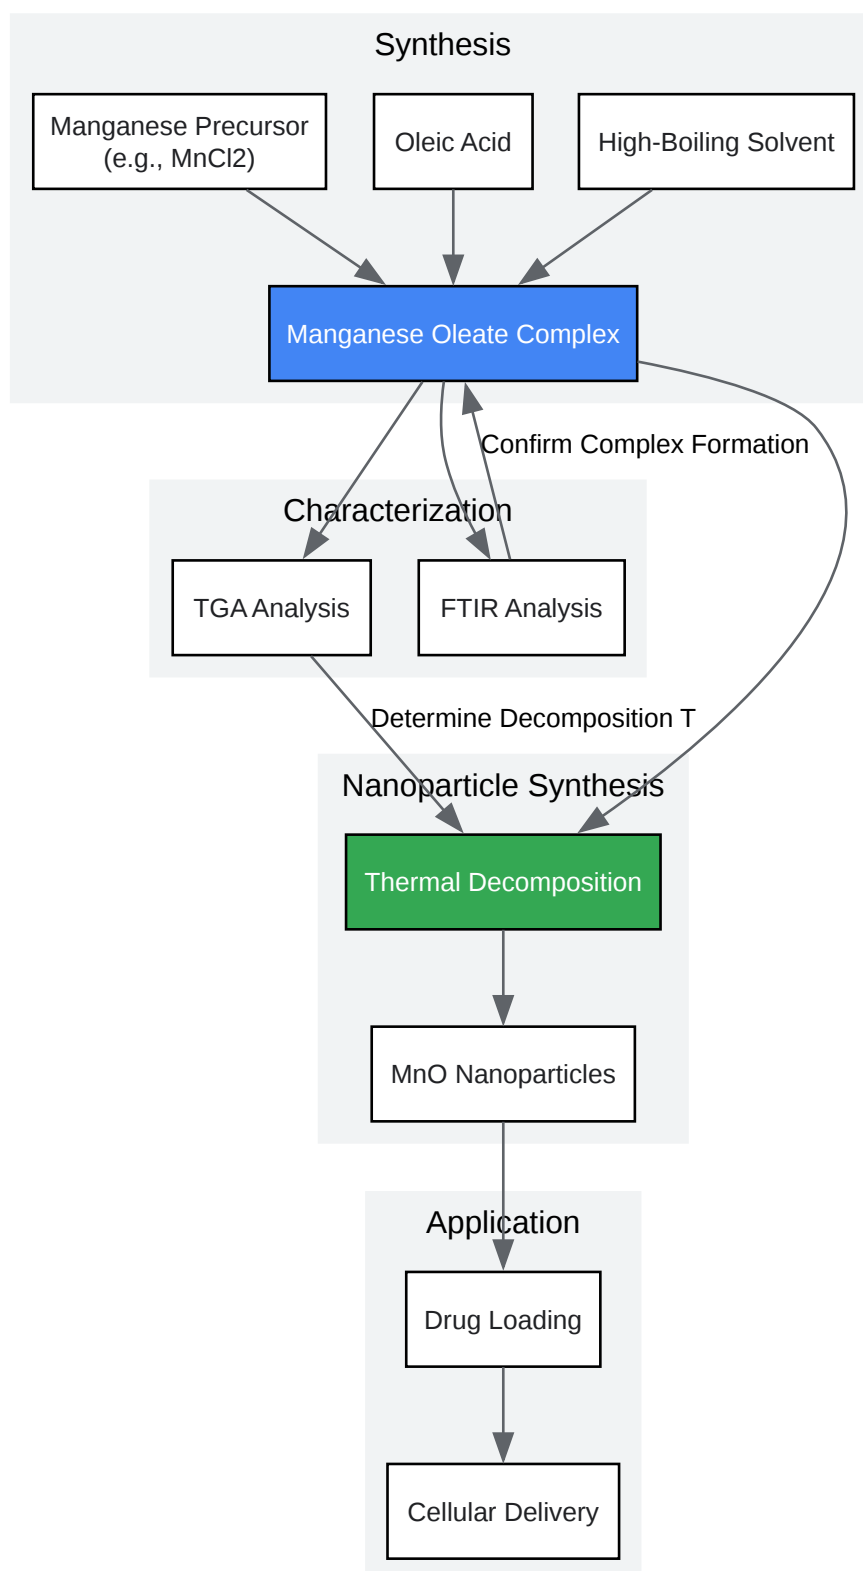 Synthesis
Manganese Precursor
(e.g., MnCl2)
Oleic Acid
High-Boiling Solvent
Manganese Oleate Complex
Confirm Complex Formation
Characterization
TGA Analysis
FTIR Analysis
Determine Decomposition T
Nanoparticle Synthesis
Thermal Decomposition
MnO Nanoparticles
Application
Drug Loading
Cellular Delivery